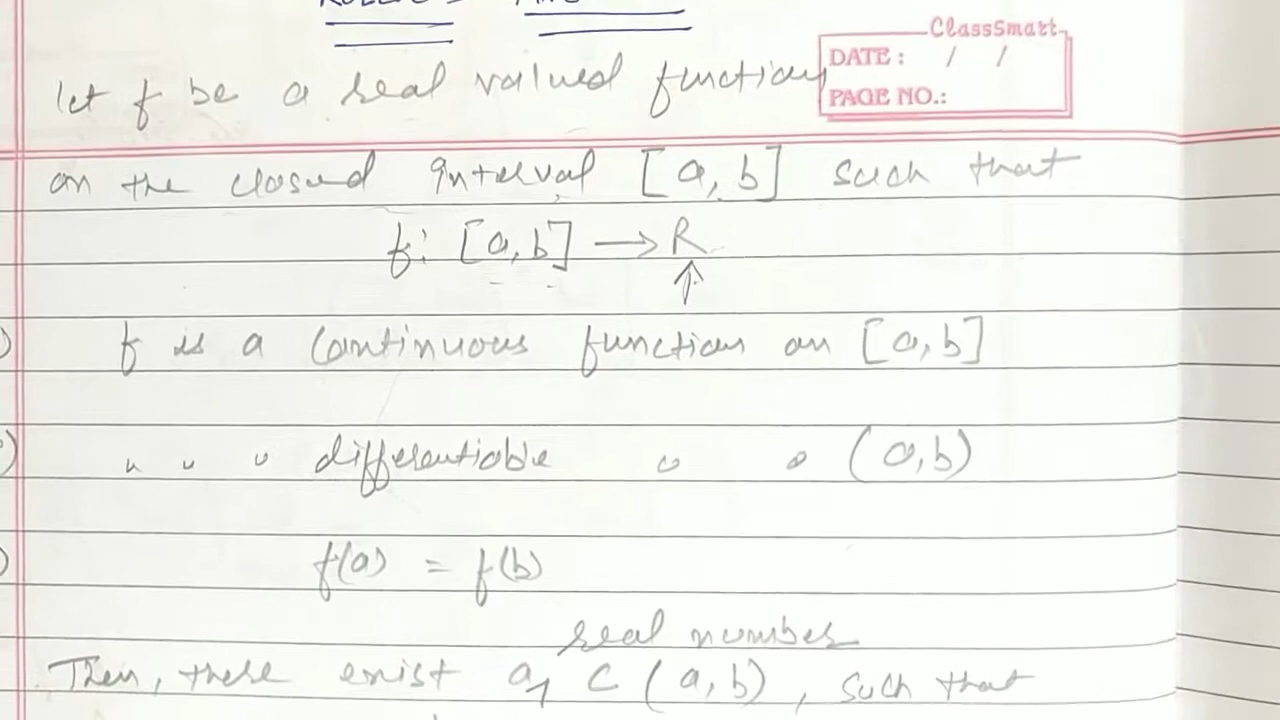 let f be a real valued function
ClassSmart
DATE : / /
PAGE NO.:
on the closed interval [a, b] such that
f: [a, b] → R
↑
f is a continuous function on [a, b]
" " " differentiable " " (a, b)
f(a) = f(b)
real number
Then, there exist a, c (a, b), such that